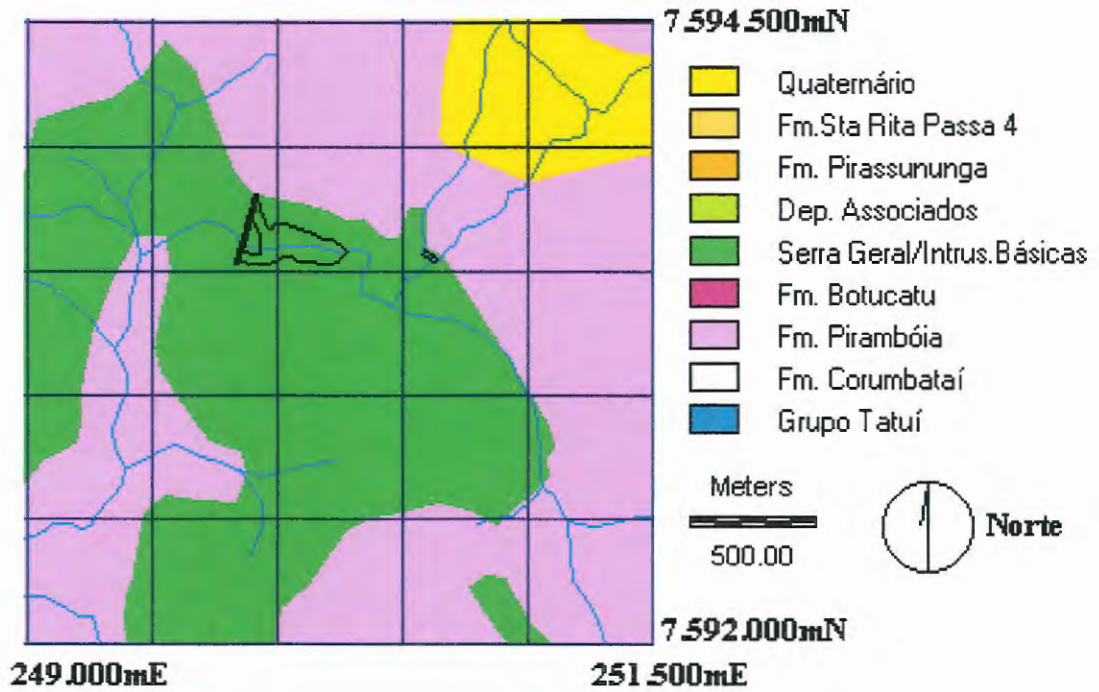 7.594.500mN
Quaternário
Fm.Sta Rita Passa 4
Fm. Pirassununga
Dep. Associados
Serra Geral/Intrus.Básicas
Fm. Botucatu
Fm. Pirambóia
Fm. Corumbataí
Grupo Tatuí
Meters
500.00
Norte
7.592.000mN
249.000mE
251.500mE